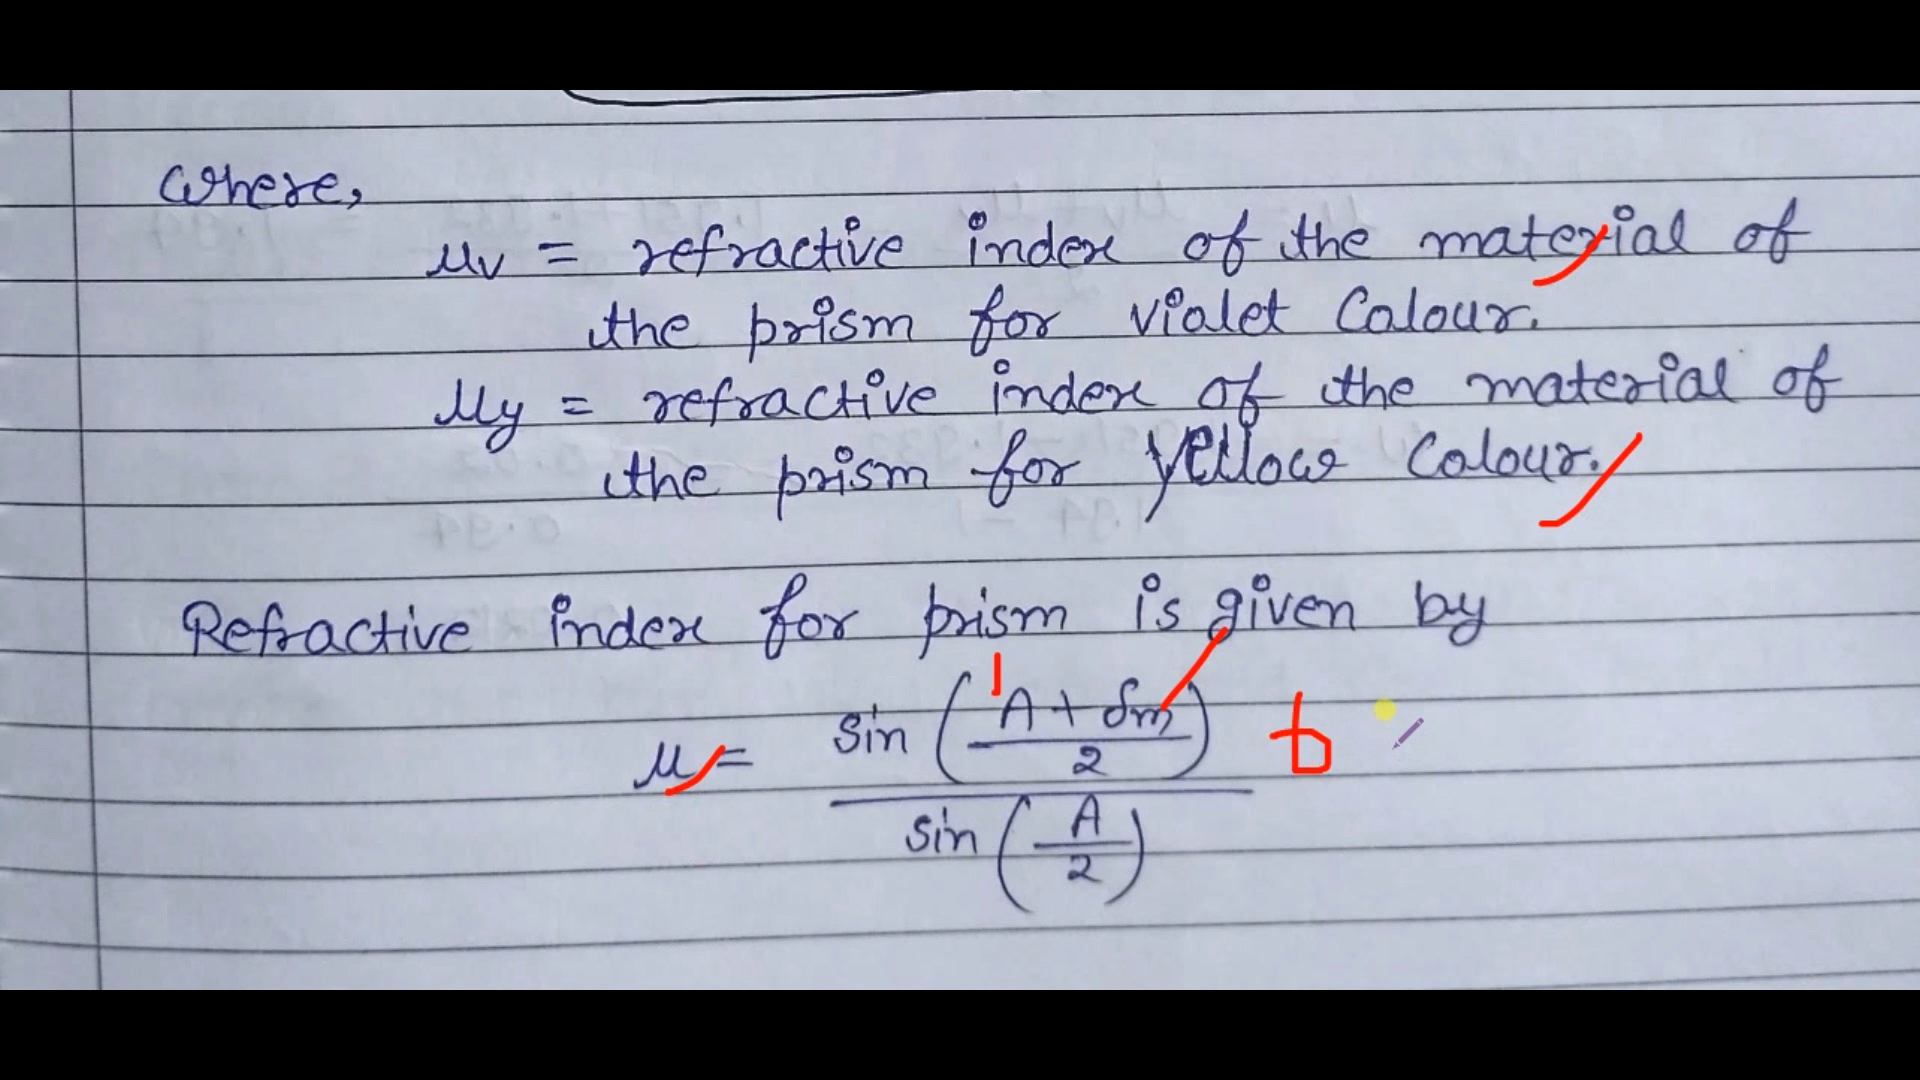 where,
μv = refractive index of the material of
the prism for vialet Colour.
μy = refractive index of the material of
the prism for yellow Colour.
Refractive index for prism is given by
μ = sin (A + δm / 2) / sin (A / 2)
b